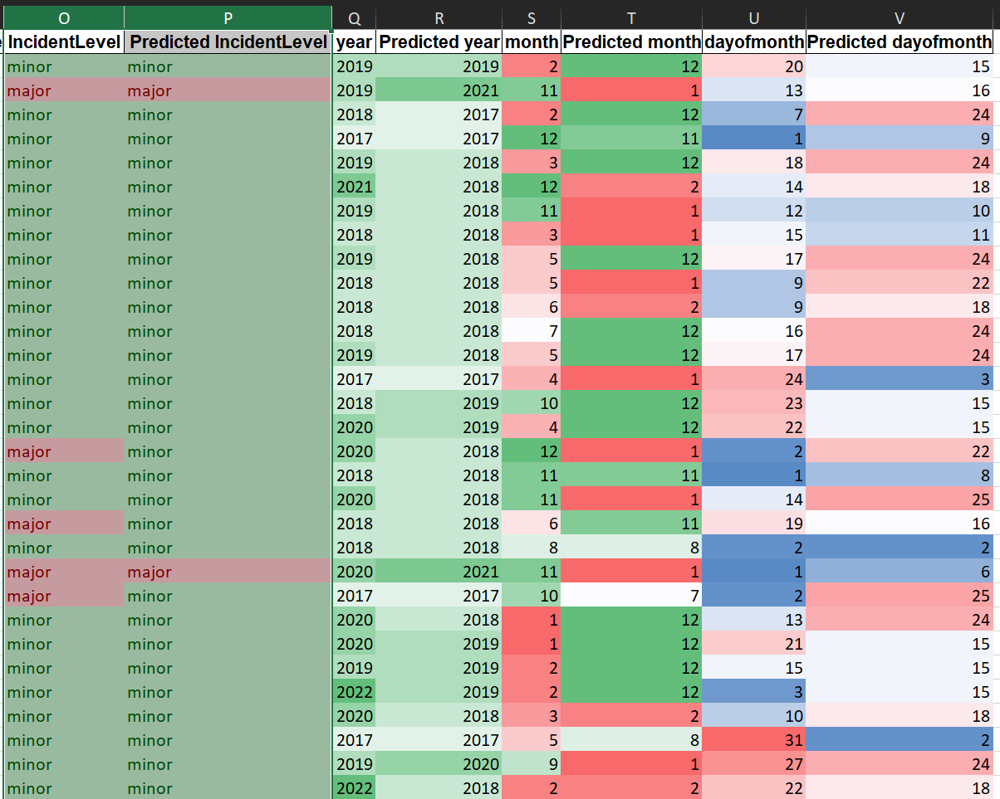 O P Q R S T U V
IncidentLevel Predicted IncidentLevel year Predicted year month Predicted month dayofmonth Predicted dayofmonth
minor minor 2019 2019 2 12 20 15
major major 2019 2021 11 1 13 16
minor minor 2018 2017 2 12 7 24
minor minor 2017 2017 12 11 1 9
minor minor 2019 2018 3 12 18 24
minor minor 2021 2018 12 2 14 18
minor minor 2019 2018 11 1 12 10
minor minor 2018 2018 3 1 15 11
minor minor 2019 2018 5 12 17 24
minor minor 2018 2018 5 1 9 22
minor minor 2018 2018 6 2 9 18
minor minor 2018 2018 7 12 16 24
minor minor 2019 2018 5 12 17 24
minor minor 2017 2017 4 1 24 3
minor minor 2018 2019 10 12 23 15
minor minor 2020 2019 4 12 22 15
major minor 2020 2018 12 1 2 22
minor minor 2018 2018 11 11 1 8
minor minor 2020 2018 11 1 14 25
major minor 2018 2018 6 11 19 16
minor minor 2018 2018 8 8 2 2
major major 2020 2021 11 1 1 6
major minor 2017 2017 10 7 2 25
minor minor 2020 2018 1 12 13 24
minor minor 2020 2019 1 12 21 15
minor minor 2019 2019 2 12 15 15
minor minor 2022 2019 2 12 3 15
minor minor 2020 2018 3 2 10 18
minor minor 2017 2017 5 8 31 2
minor minor 2019 2020 9 1 27 24
minor minor 2022 2018 2 2 22 18